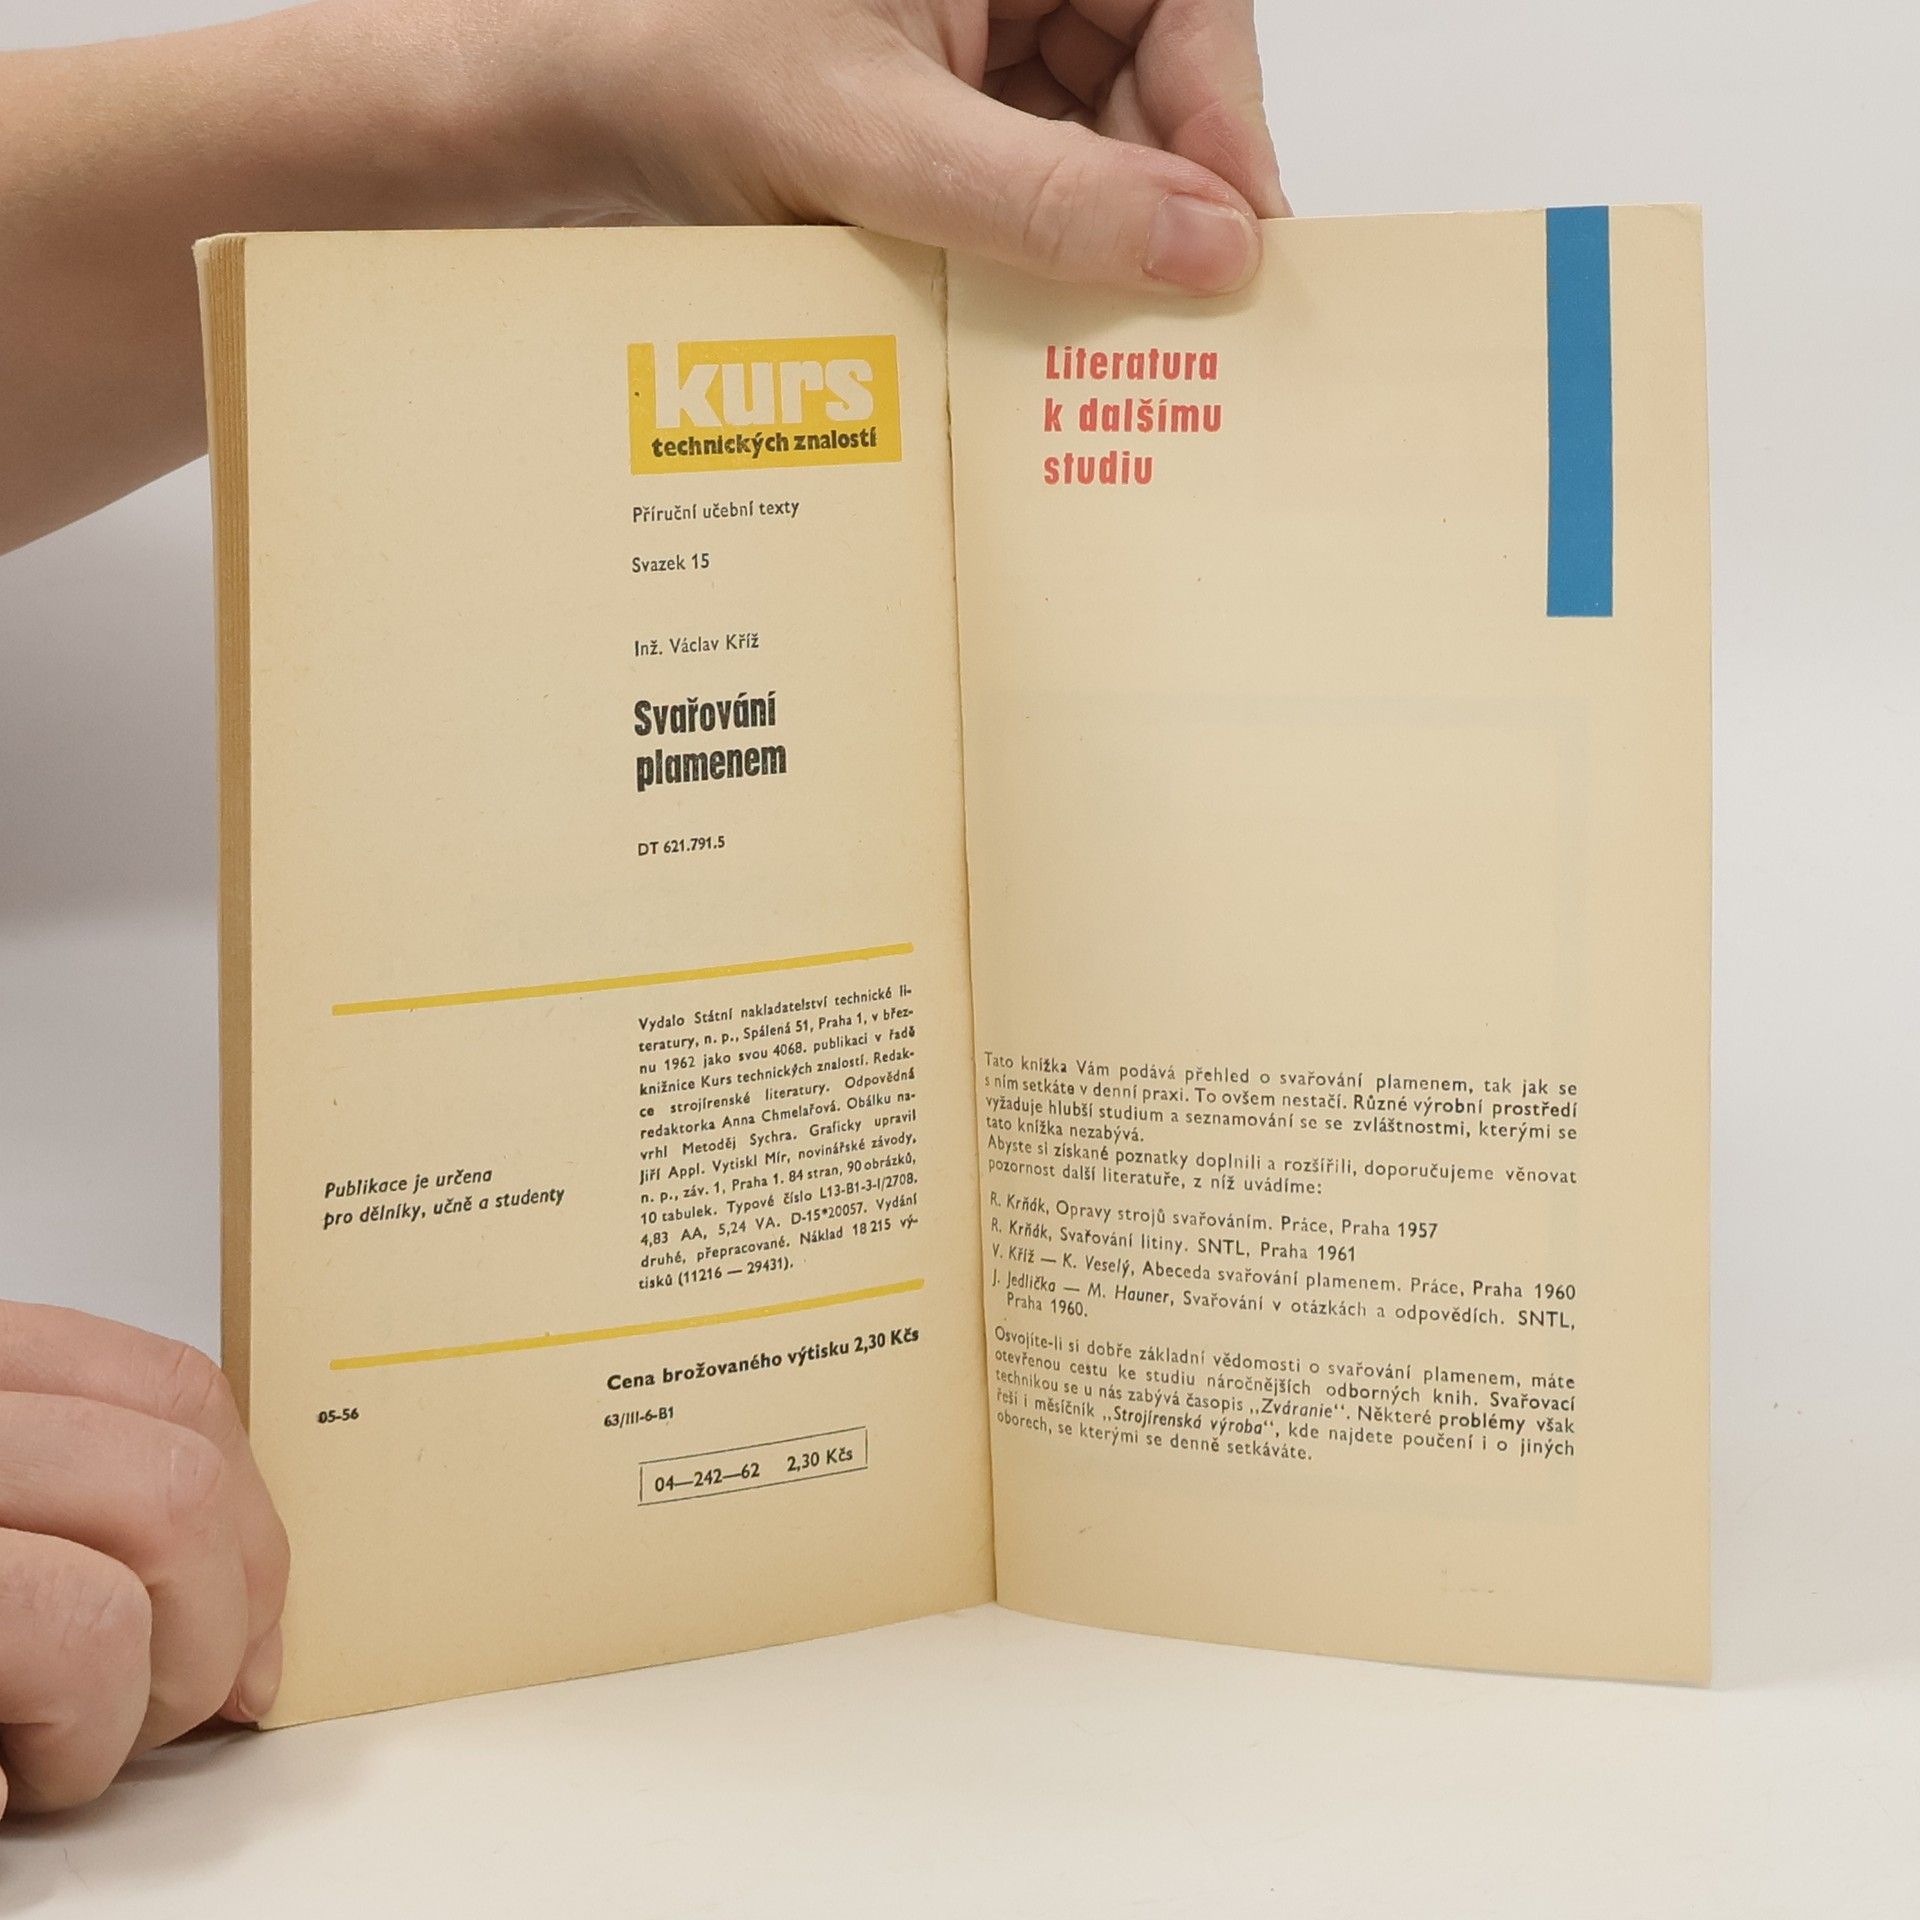 kurs
technických znalostí
Příruční učební texty
Svazek 15
Inž. Václav Kříž
Svařování
plamenem
DT 621.791.5
Publikace je určena
pro dělníky, učně a studenty
Vydalo Státní nakladatelství technické li-
teratury, n. p., Spálená 51, Praha 1, v břez-
nu 1962 jako svou 4068. publikaci v řadě
knižnice Kurs technických znalostí. Redak-
ce strojírenské literatury. Odpovědná
redaktorka Anna Chmelařová. Obálku na-
vrhl Metoděj Sychra. Graficky upravil
Jiří Appl. Vytiskl Mír, novinářské závody,
n. p., záv. 1, Praha 1. 84 stran, 90 obrázků,
10 tabulek. Typové číslo L13-B1-3-I/2708.
4,83 AA, 5,24 VA. D-15*20057. Vydání
druhé, přepracované. Náklad 18 215 vý-
tisků (11216 — 29431).
Cena brožovaného výtisku 2,30 Kčs
05-56
63/III-6-B1
04—242—62 2,30 Kčs
Literatura
k dalšímu
studiu
Tato knížka Vám podává přehled o svařování plamenem, tak jak se
s ním setkáte v denní praxi. To ovšem nestačí. Různé výrobní prostředí
vyžaduje hlubší studium a seznamování se se zvláštnostmi, kterými se
tato knížka nezabývá.
Abyste si získané poznatky doplnili a rozšířili, doporučujeme věnovat
pozornost další literatuře, z níž uvádíme:
R. Krňák, Opravy strojů svařováním. Práce, Praha 1957
R. Krňák, Svařování litiny. SNTL, Praha 1961
V. Kříž — K. Veselý, Abeceda svařování plamenem. Práce, Praha 1960
J. Jedlička — M. Hauner, Svařování v otázkách a odpovědích. SNTL,
Praha 1960.
Osvojíte-li si dobře základní vědomosti o svařování plamenem, máte
otevřenou cestu ke studiu náročnějších odborných knih. Svařovací
technikou se u nás zabývá časopis „Zváranie“. Některé problémy však
řeší i měsíčník „Strojírenská výroba“, kde najdete poučení i o jiných
oborech, se kterými se denně setkáváte.